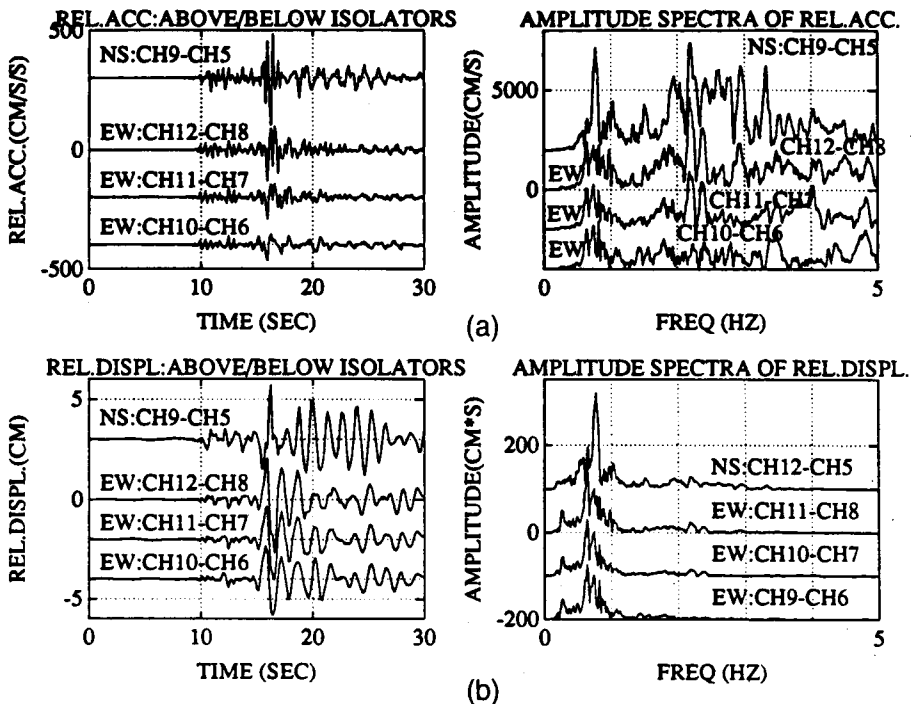 REL.ACC:ABOVE/BELOW ISOLATORS
500
NS:CH9-CH5
EW:CH12-CH8
0
EW:CH11-CH7
EW:CH10-CH6
-500
0 10 20 30
REL.ACC.(CM/S/S)
TIME (SEC)
AMPLITUDE SPECTRA OF REL.ACC.
NS:CH9-CH5
5000
CH12-CH8
EW
0
CH11-CH7
EW
CH10-CH6
EW
0 5
AMPLITUDE(CM/S)
FREQ (HZ)
(a)
REL.DISPL:ABOVE/BELOW ISOLATORS
5
NS:CH9-CH5
EW:CH12-CH8
0
EW:CH11-CH7
EW:CH10-CH6
-5
0 10 20 30
REL.DISPL.(CM)
TIME (SEC)
AMPLITUDE SPECTRA OF REL.DISPL.
200
NS:CH12-CH5
EW:CH11-CH8
0
EW:CH10-CH7
EW:CH9-CH6
-200
0 5
AMPLITUDE(CM*S)
FREQ (HZ)
(b)